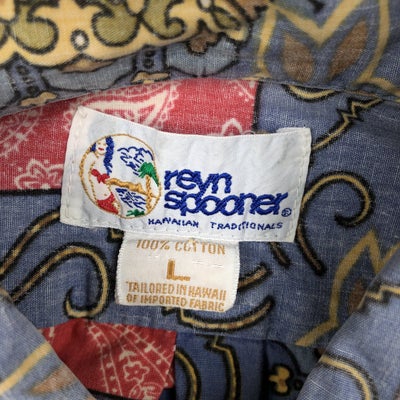 reyn
spooner®
HAWAIIAN TRADITIONALS
100% COTTON
L
TAILORED IN HAWAII
OF IMPORTED FABRIC